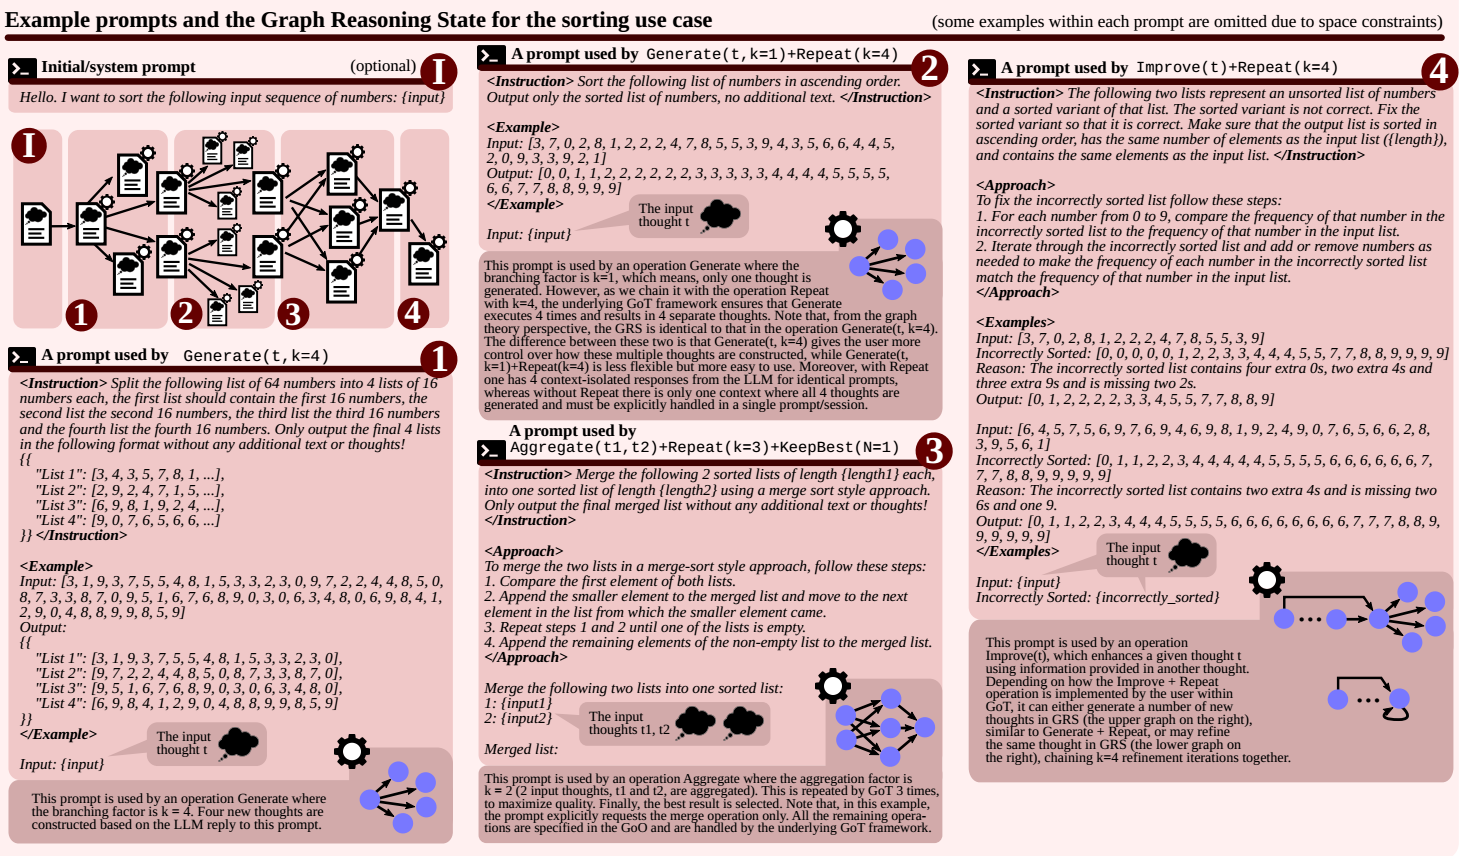 Example prompts and the Graph Reasoning State for the sorting use case
(some examples within each prompt are omitted due to space constraints)
Initial/system prompt (optional) I
Hello. I want to sort the following input sequence of numbers: {input}
I
1 2 3 4
A prompt used by Generate(t,k=4) 1
<Instruction> Split the following list of 64 numbers into 4 lists of 16
numbers each, the first list should contain the first 16 numbers, the
second list the second 16 numbers, the third list the third 16 numbers
and the fourth list the fourth 16 numbers. Only output the final 4 lists
in the following format without any additional text or thoughts!
{{
"List 1": [3, 4, 3, 5, 7, 8, 1, ...],
"List 2": [2, 9, 2, 4, 7, 1, 5, ...],
"List 3": [6, 9, 8, 1, 9, 2, 4, ...],
"List 4": [9, 0, 7, 6, 5, 6, 6, ...]
}} </Instruction>
<Example>
Input: [3, 1, 9, 3, 7, 5, 5, 4, 8, 1, 5, 3, 3, 2, 3, 0, 9, 7, 2, 2, 4, 4, 8, 5, 0,
8, 7, 3, 3, 8, 7, 0, 9, 5, 1, 6, 7, 6, 8, 9, 0, 3, 0, 6, 3, 4, 8, 0, 6, 9, 8, 4, 1,
2, 9, 0, 4, 8, 8, 9, 9, 8, 5, 9]
Output:
{{
"List 1": [3, 1, 9, 3, 7, 5, 5, 4, 8, 1, 5, 3, 3, 2, 3, 0],
"List 2": [9, 7, 2, 2, 4, 4, 8, 5, 0, 8, 7, 3, 3, 8, 7, 0],
"List 3": [9, 5, 1, 6, 7, 6, 8, 9, 0, 3, 0, 6, 3, 4, 8, 0],
"List 4": [6, 9, 8, 4, 1, 2, 9, 0, 4, 8, 8, 9, 9, 8, 5, 9]
}}
</Example>
The input
thought t
Input: {input}
This prompt is used by an operation Generate where
the branching factor is k = 4. Four new thoughts are
constructed based on the LLM reply to this prompt.
A prompt used by Generate(t,k=1)+Repeat(k=4) 2
<Instruction> Sort the following list of numbers in ascending order.
Output only the sorted list of numbers, no additional text. </Instruction>
<Example>
Input: [3, 7, 0, 2, 8, 1, 2, 2, 2, 4, 7, 8, 5, 5, 3, 9, 4, 3, 5, 6, 6, 4, 4, 5,
2, 0, 9, 3, 3, 9, 2, 1]
Output: [0, 0, 1, 1, 2, 2, 2, 2, 2, 2, 3, 3, 3, 3, 3, 4, 4, 4, 4, 5, 5, 5, 5,
6, 6, 7, 7, 8, 8, 9, 9, 9]
</Example>
The input
thought t
Input: {input}
This prompt is used by an operation Generate where the
branching factor is k=1, which means, only one thought is
generated. However, as we chain it with the operation Repeat
with k=4, the underlying GoT framework ensures that Generate
executes 4 times and results in 4 separate thoughts. Note that, from the graph
theory perspective, the GRS is identical to that in the operation Generate(t, k=4).
The difference between these two is that Generate(t, k=4) gives the user more
control over how these multiple thoughts are constructed, while Generate(t,
k=1)+Repeat(k=4) is less flexible but more easy to use. Moreover, with Repeat
one has 4 context-isolated responses from the LLM for identical prompts,
whereas without Repeat there is only one context where all 4 thoughts are
generated and must be explicitly handled in a single prompt/session.
A prompt used by
Aggregate(t1,t2)+Repeat(k=3)+KeepBest(N=1) 3
<Instruction> Merge the following 2 sorted lists of length {length1} each,
into one sorted list of length {length2} using a merge sort style approach.
Only output the final merged list without any additional text or thoughts!
</Instruction>
<Approach>
To merge the two lists in a merge-sort style approach, follow these steps:
1. Compare the first element of both lists.
2. Append the smaller element to the merged list and move to the next
element in the list from which the smaller element came.
3. Repeat steps 1 and 2 until one of the lists is empty.
4. Append the remaining elements of the non-empty list to the merged list.
</Approach>
Merge the following two lists into one sorted list:
1: {input1}
2: {input2}
The input
thoughts t1, t2
Merged list:
This prompt is used by an operation Aggregate where the aggregation factor is
k = 2 (2 input thoughts, t1 and t2, are aggregated). This is repeated by GoT 3 times,
to maximize quality. Finally, the best result is selected. Note that, in this example,
the prompt explicitly requests the merge operation only. All the remaining opera-
tions are specified in the GoO and are handled by the underlying GoT framework.
A prompt used by Improve(t)+Repeat(k=4) 4
<Instruction> The following two lists represent an unsorted list of numbers
and a sorted variant of that list. The sorted variant is not correct. Fix the
sorted variant so that it is correct. Make sure that the output list is sorted in
ascending order, has the same number of elements as the input list ({length}),
and contains the same elements as the input list. </Instruction>
<Approach>
To fix the incorrectly sorted list follow these steps:
1. For each number from 0 to 9, compare the frequency of that number in the
incorrectly sorted list to the frequency of that number in the input list.
2. Iterate through the incorrectly sorted list and add or remove numbers as
needed to make the frequency of each number in the incorrectly sorted list
match the frequency of that number in the input list.
</Approach>
<Examples>
Input: [3, 7, 0, 2, 8, 1, 2, 2, 2, 4, 7, 8, 5, 5, 3, 9]
Incorrectly Sorted: [0, 0, 0, 0, 0, 1, 2, 2, 3, 3, 4, 4, 4, 5, 5, 7, 7, 8, 8, 9, 9, 9, 9]
Reason: The incorrectly sorted list contains four extra 0s, two extra 4s and
three extra 9s and is missing two 2s.
Output: [0, 1, 2, 2, 2, 2, 3, 3, 4, 5, 5, 7, 7, 8, 8, 9]
Input: [6, 4, 5, 7, 5, 6, 9, 7, 6, 9, 4, 6, 9, 8, 1, 9, 2, 4, 9, 0, 7, 6, 5, 6, 6, 2, 8,
3, 9, 5, 6, 1]
Incorrectly Sorted: [0, 1, 1, 2, 2, 3, 4, 4, 4, 4, 4, 5, 5, 5, 5, 6, 6, 6, 6, 6, 6, 7,
7, 7, 8, 8, 9, 9, 9, 9, 9]
Reason: The incorrectly sorted list contains two extra 4s and is missing two
6s and one 9.
Output: [0, 1, 1, 2, 2, 3, 4, 4, 4, 5, 5, 5, 5, 6, 6, 6, 6, 6, 6, 6, 6, 7, 7, 7, 8, 8, 9,
9, 9, 9, 9, 9]
</Examples>
The input
thought t
Input: {input}
Incorrectly Sorted: {incorrectly_sorted}
This prompt is used by an operation
Improve(t), which enhances a given thought t
using information provided in another thought.
Depending on how the Improve + Repeat
operation is implemented by the user within
GoT, it can either generate a number of new
thoughts in GRS (the upper graph on the right),
similar to Generate + Repeat, or may refine
the same thought in GRS (the lower graph on
the right), chaining k=4 refinement iterations together.